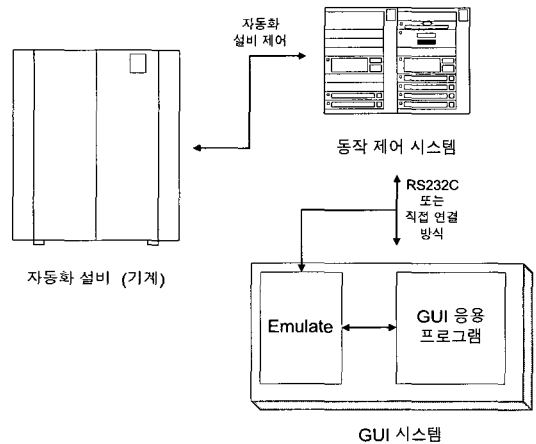 자동화
설비 제어
동작 제어 시스템
RS232C
또는
직접 연결
방식
자동화 설비 (기계)
Emulate
GUI 응용
프로그램
GUI 시스템